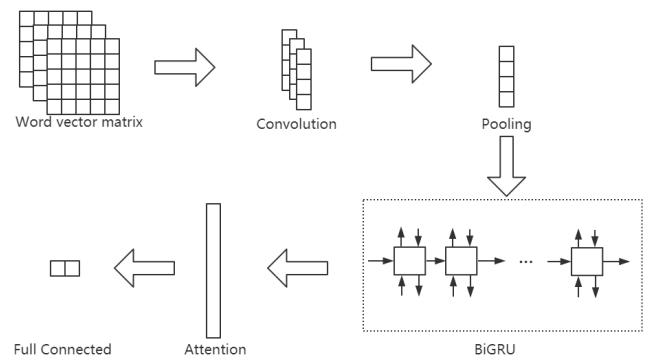 Word vector matrix
Convolution
Pooling
...
Full Connected
Attention
BiGRU